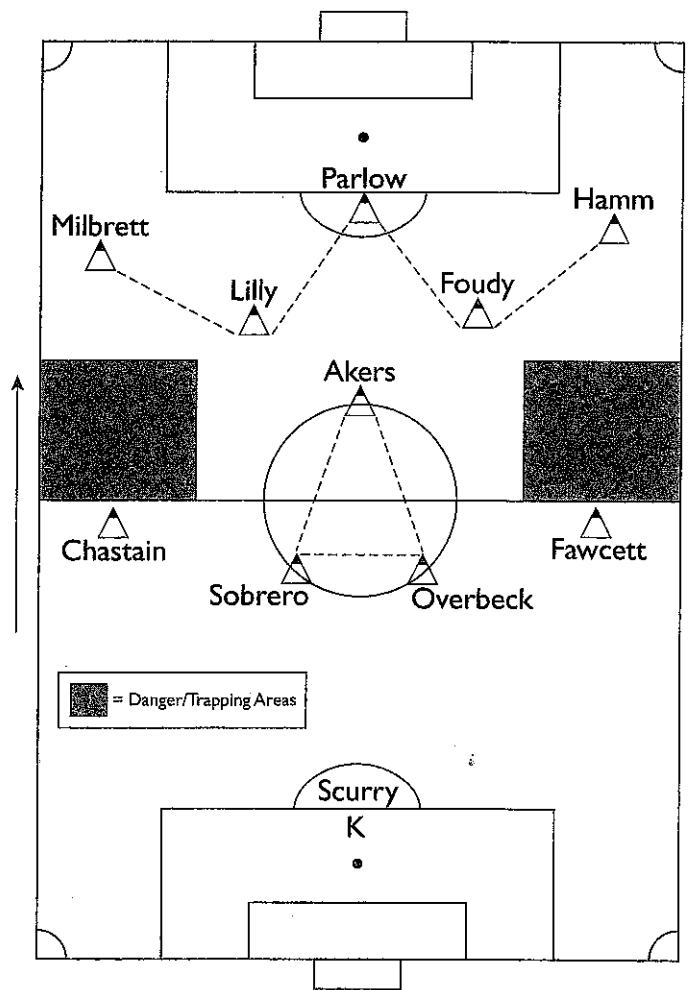 Parlow
Hamm
Milbrett
Lilly
Foudy
Akers
Chastain
Fawcett
Sobrero
Overbeck
= Danger/Trapping Areas
Scurry
K